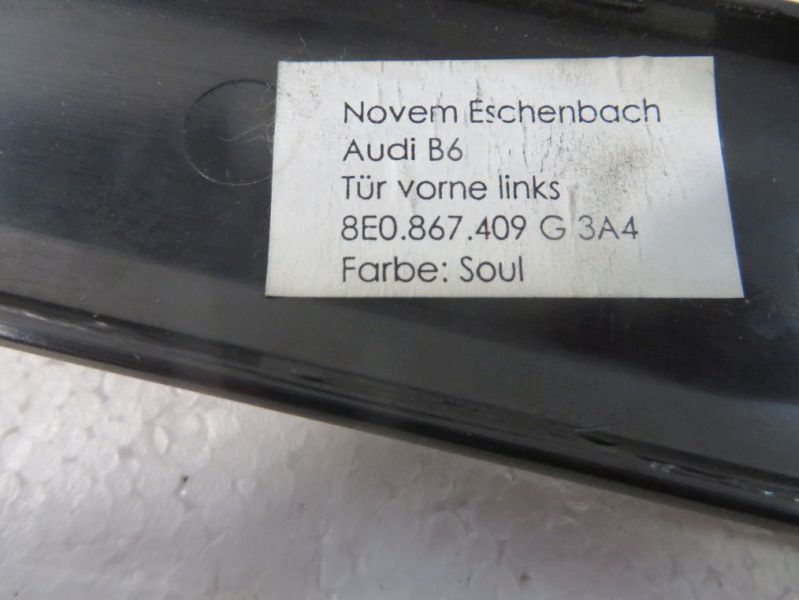 Novem Eschenbach
Audi B6
Tür vorne links
8E0.867.409 G 3A4
Farbe: Soul